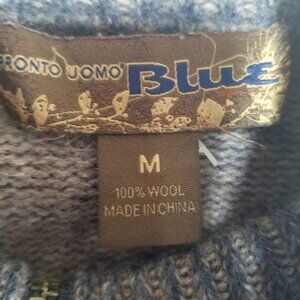 PRONTO UOMO® Blue
M
100% WOOL
MADE IN CHINA